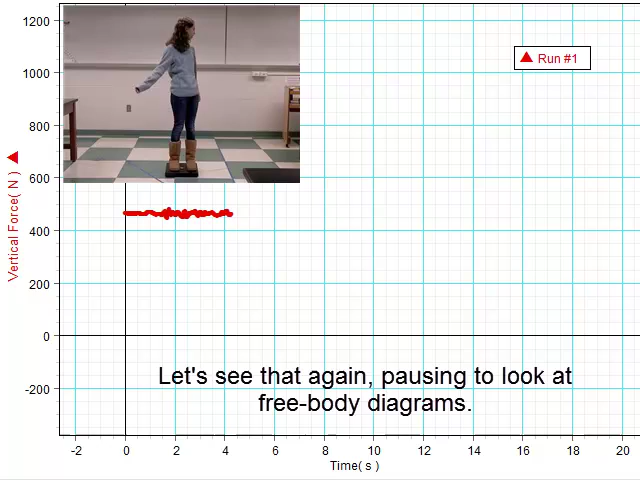 1200
1000
800
600
400
200
0
-200
Vertical Force( N )
Run #1
Let's see that again, pausing to look at
free-body diagrams.
-2 0 2 4 6 8 10 12 14 16 18 20
Time( s )